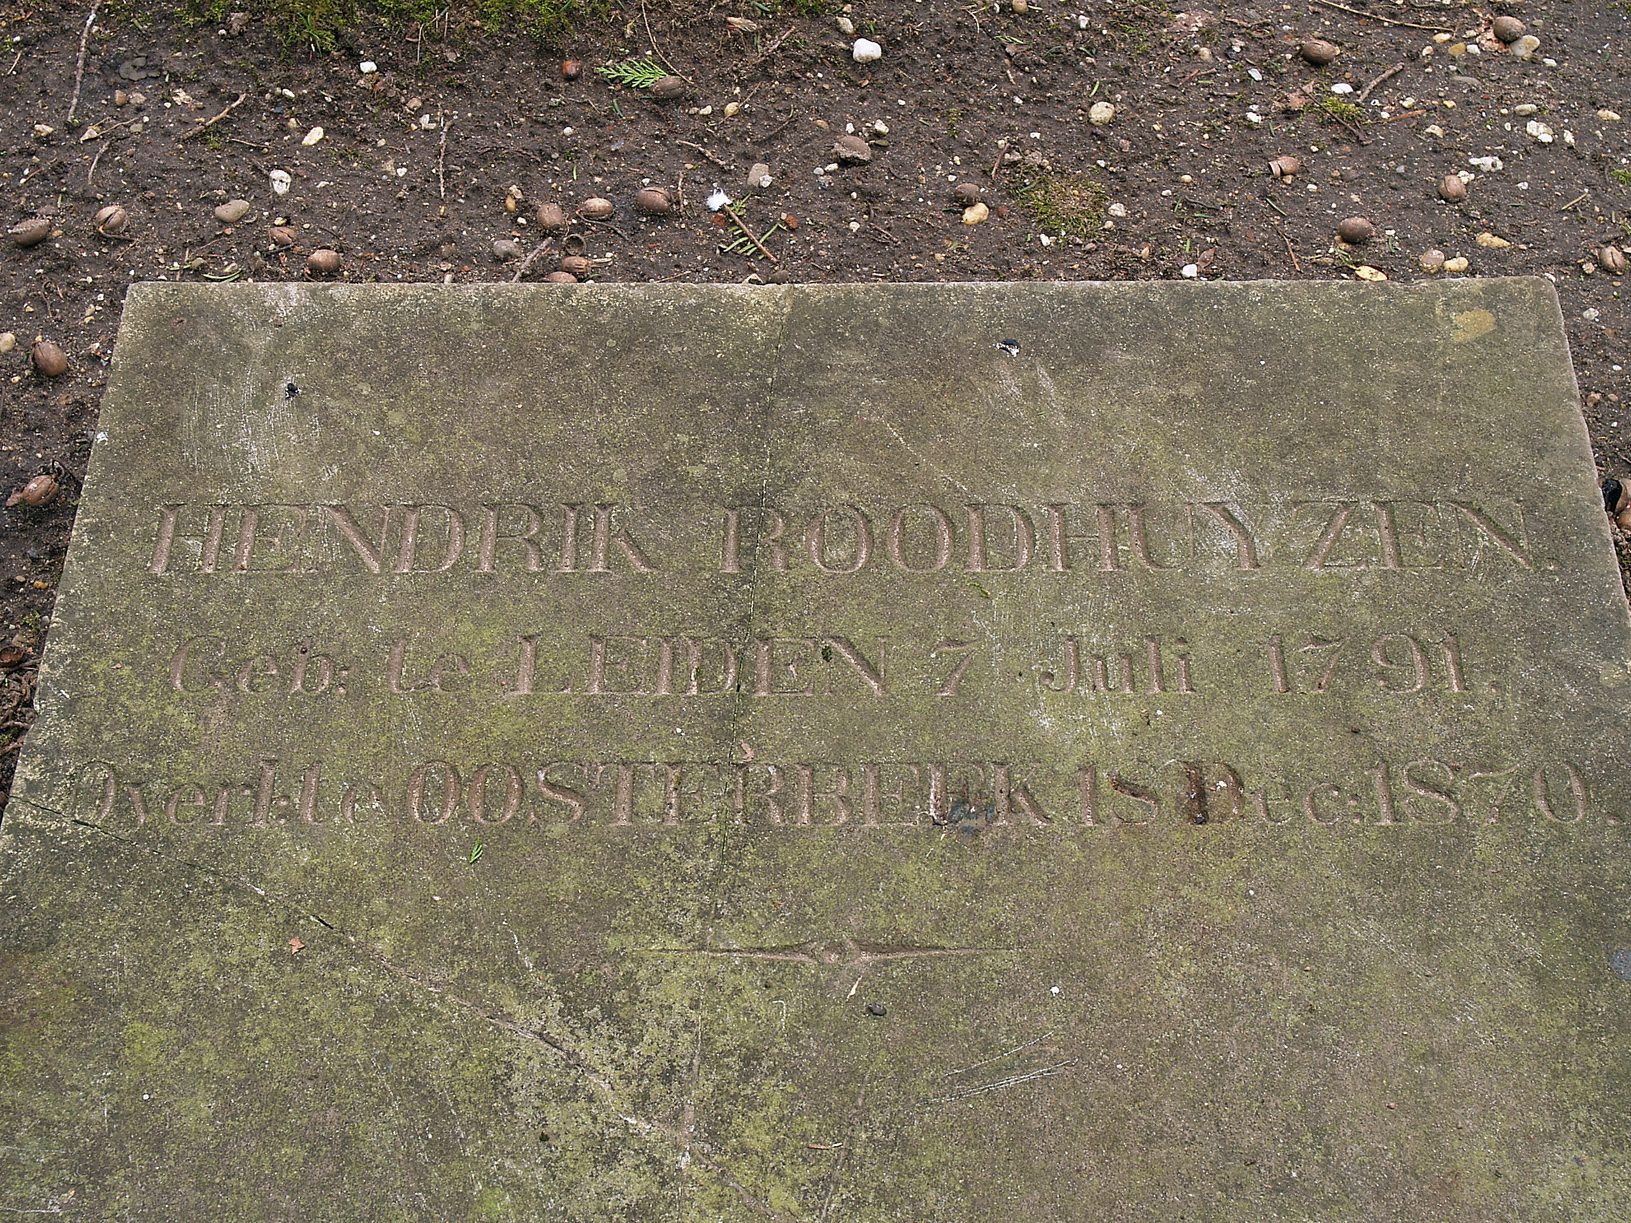 HENDRIK ROODHUYZEN.
Geb: te LEIDEN 7 Juli 1791.
Overl: te OOSTERBEEK 18 Dec: 1870.